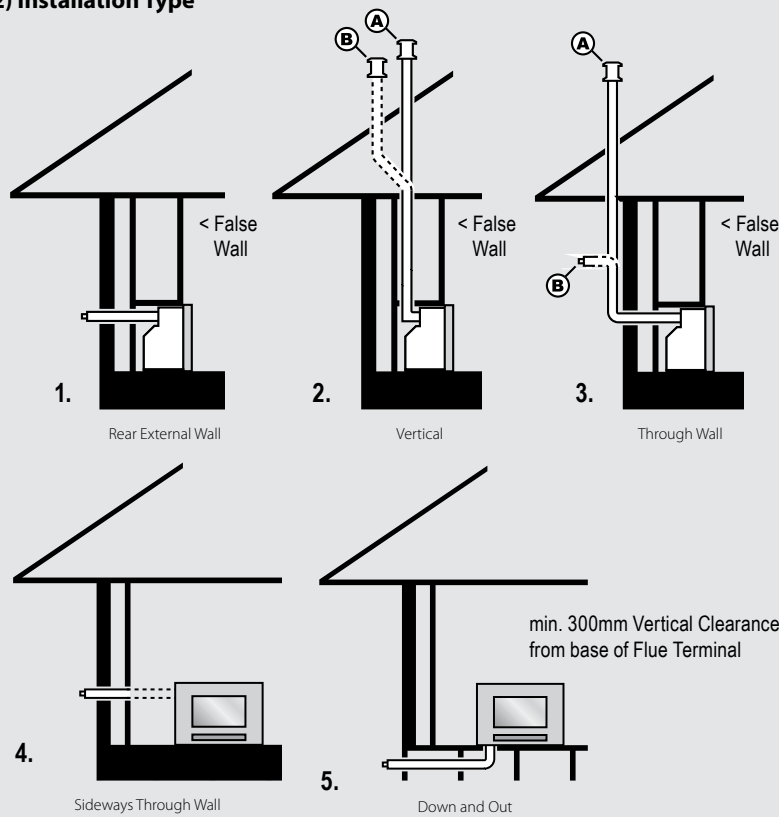 2) Installation Type
B
A
A
< False
Wall
< False
Wall
< False
Wall
B
1.
2.
3.
Rear External Wall
Vertical
Through Wall
min. 300mm Vertical Clearance
from base of Flue Terminal
4.
5.
Sideways Through Wall
Down and Out